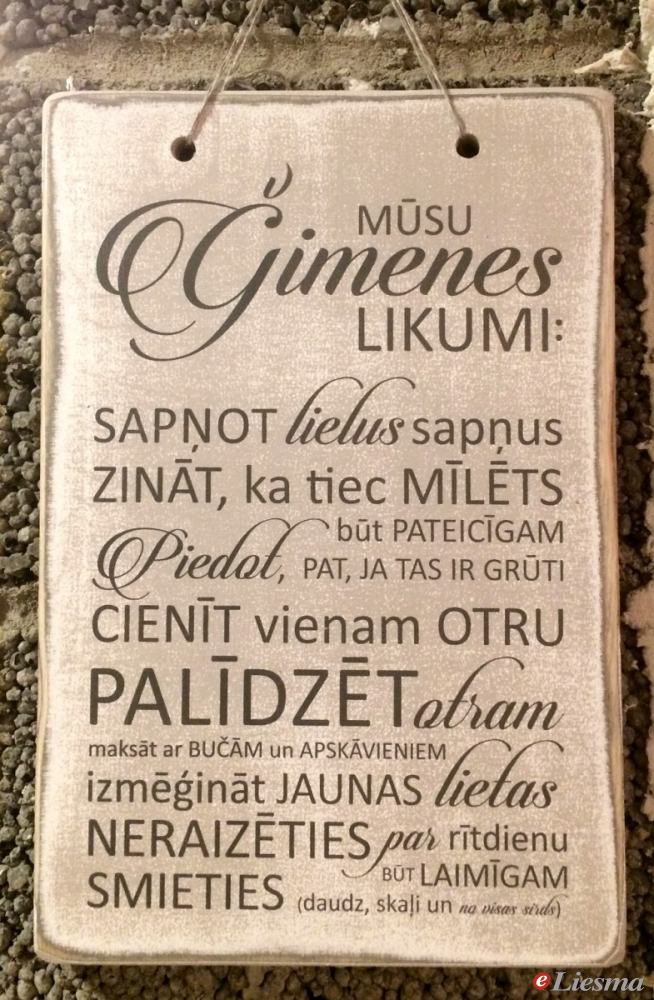 MŪSU
Ģimenes
LIKUMI:
SAPŅOT lielus sapņus
ZINĀT, ka tiec MĪLĒTS
būt PATEICĪGAM
Piedot, PAT, JA TAS IR GRŪTI
CIENĪT vienam OTRU
PALĪDZĒT otram
maksāt ar BUČĀM un APSKĀVIENIEM
izmēģināt JAUNAS lietas
NERAIZĒTIES par rītdienu
BŪT LAIMĪGAM
SMIETIES (daudz, skaļi un no visas sirds)
eLiesma